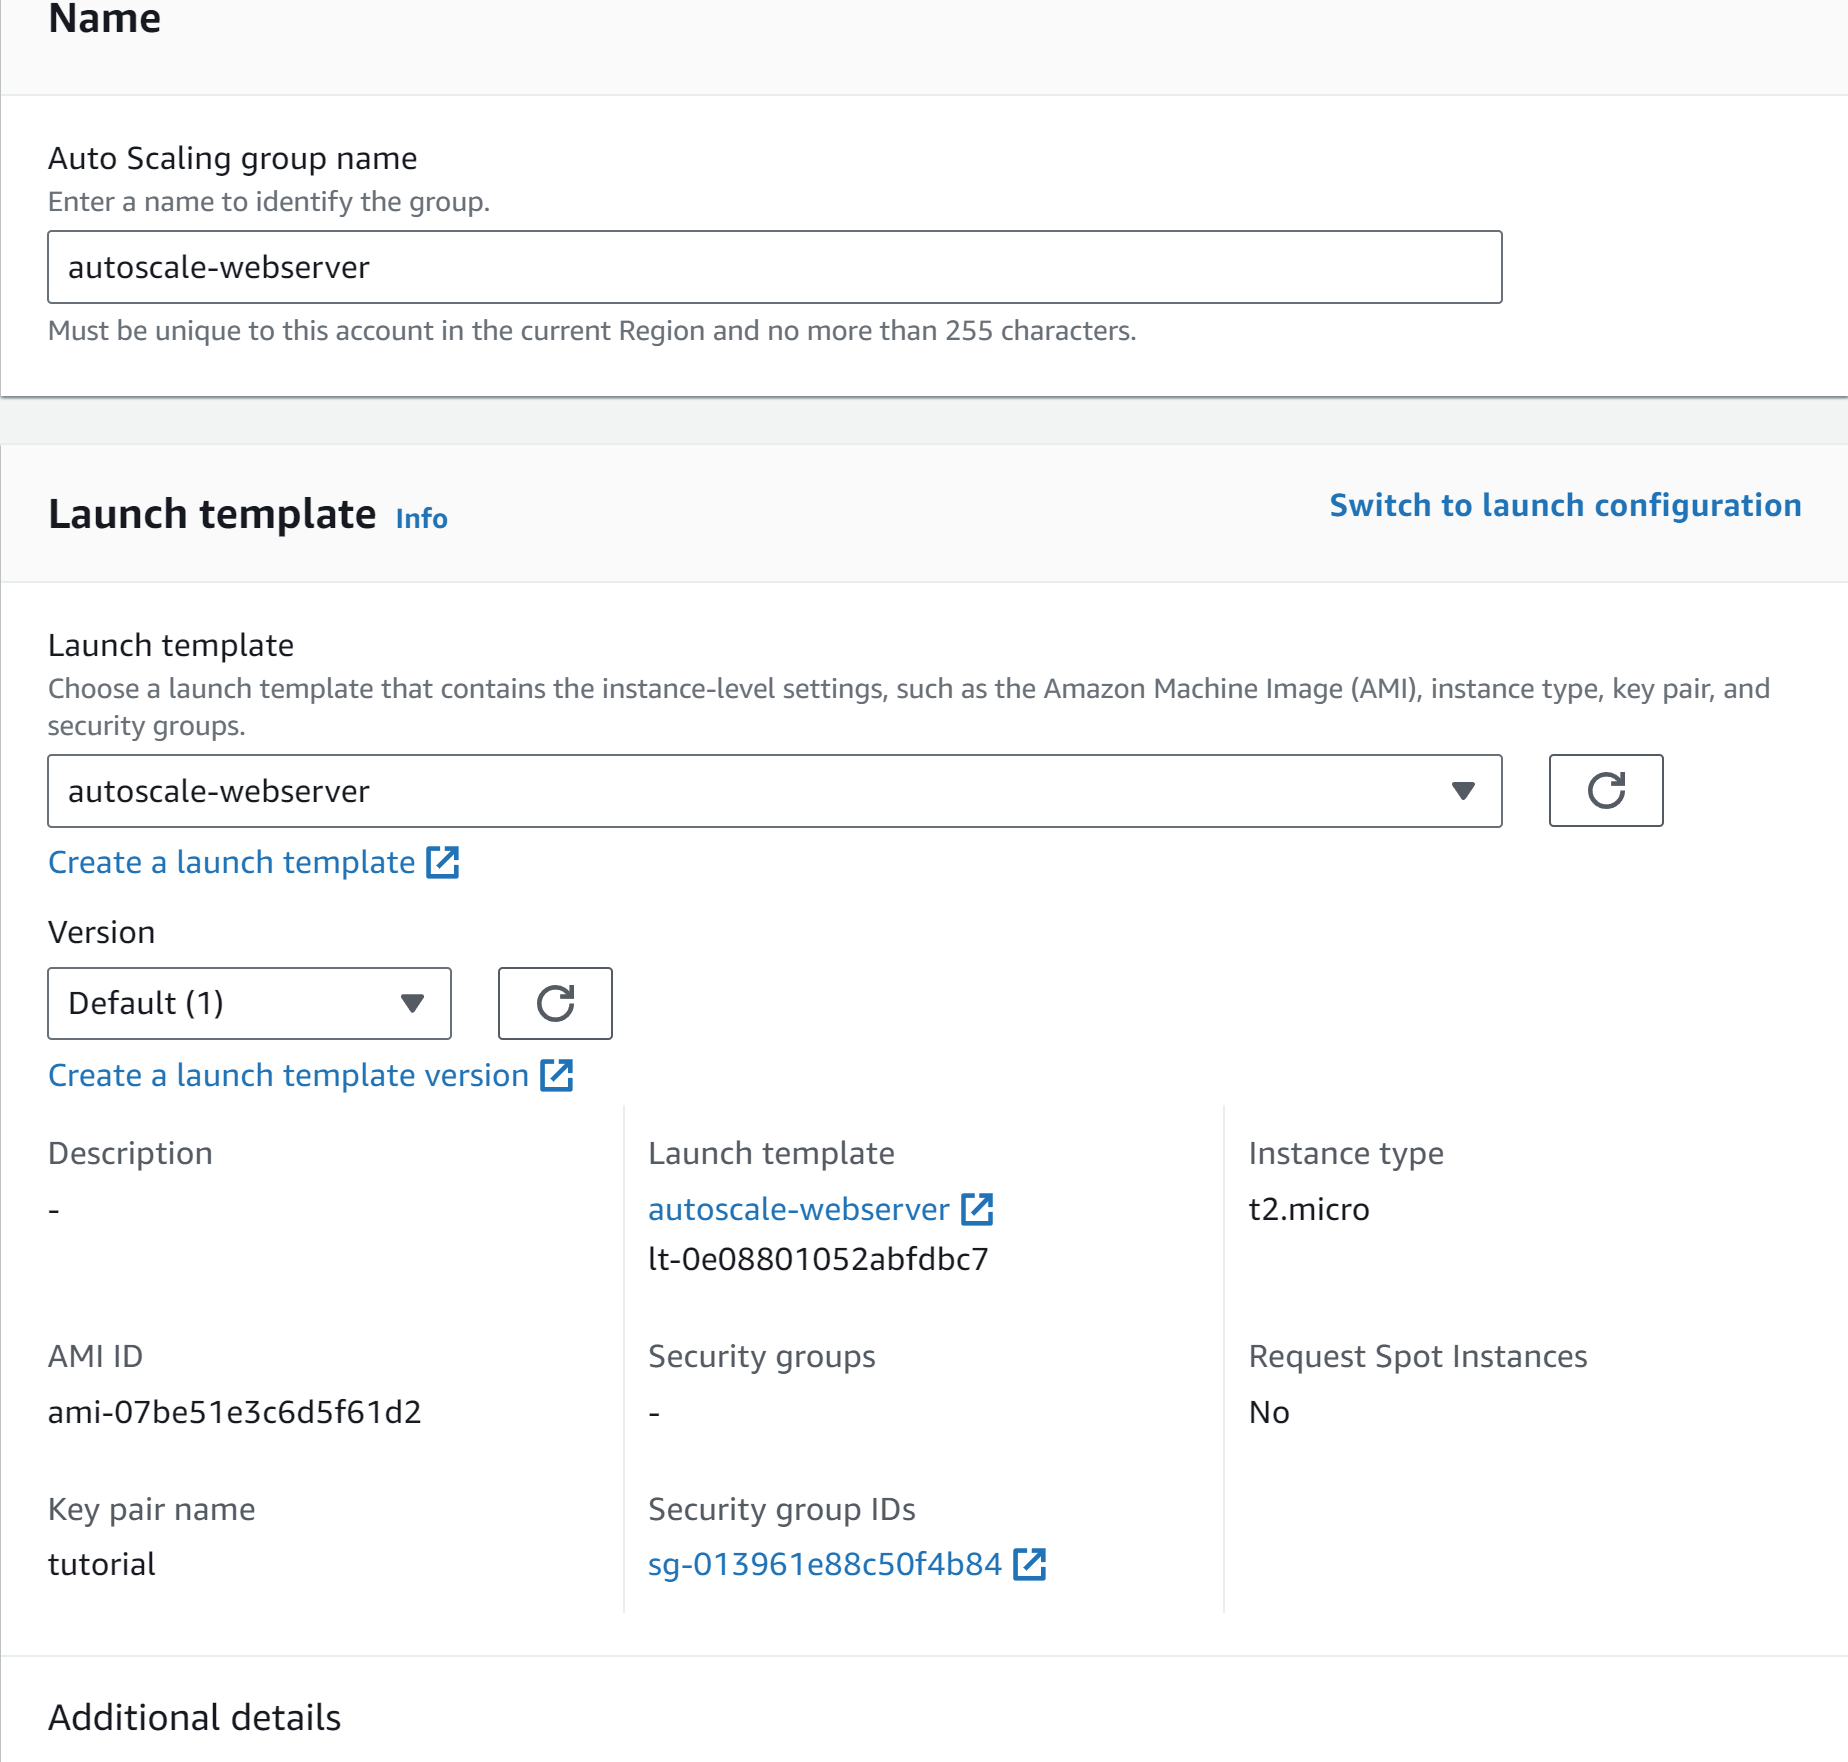 Name
Auto Scaling group name
Enter a name to identify the group.
autoscale-webserver
Must be unique to this account in the current Region and no more than 255 characters.
Launch template Info
Switch to launch configuration
Launch template
Choose a launch template that contains the instance-level settings, such as the Amazon Machine Image (AMI), instance type, key pair, and
security groups.
autoscale-webserver
Create a launch template
Version
Default (1)
Create a launch template version
Description
-
Launch template
autoscale-webserver
lt-0e08801052abfdbc7
Instance type
t2.micro
AMI ID
ami-07be51e3c6d5f61d2
Security groups
-
Request Spot Instances
No
Key pair name
tutorial
Security group IDs
sg-013961e88c50f4b84
Additional details